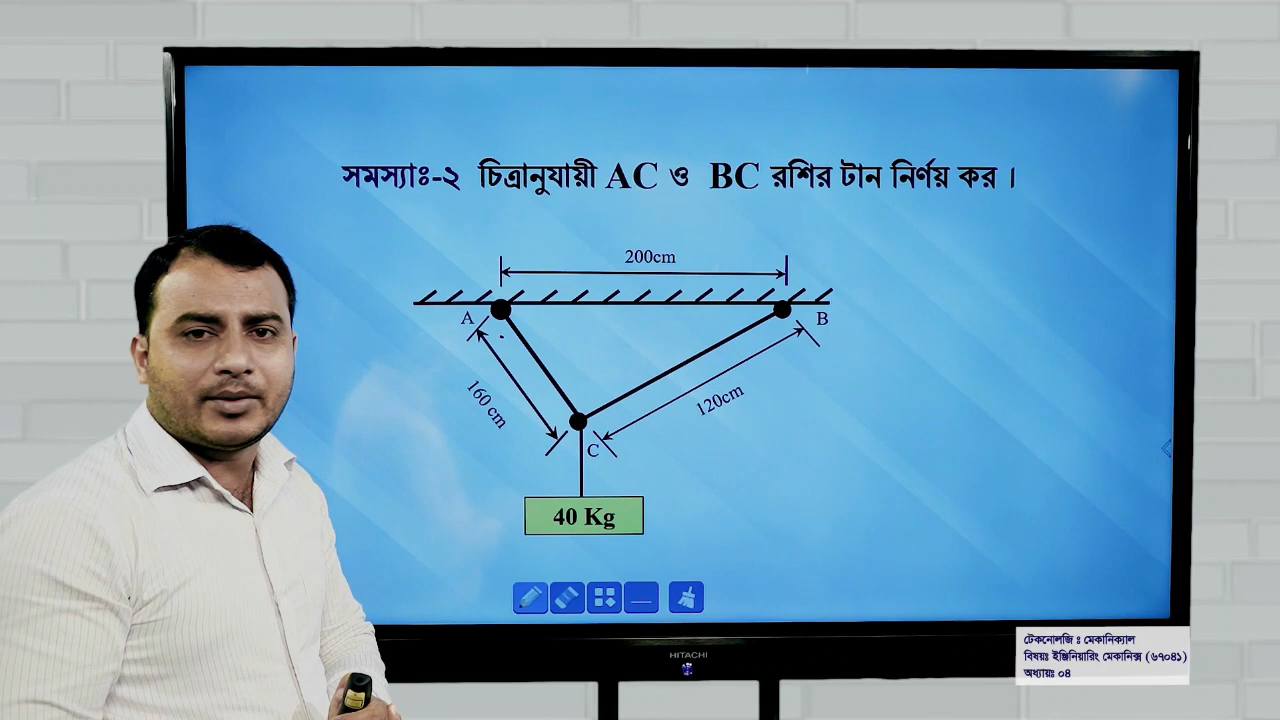 সমস্যাঃ-২ চিত্রানুযায়ী AC ও BC রশির টান নির্ণয় কর ।
200cm
A
B
160 cm
120cm
C
40 Kg
HITACHI
টেকনোলজি ঃ মেকানিক্যাল
বিষয়ঃ ইঞ্জিনিয়ারিং মেকানিক্স (৬৭০৪১)
অধ্যায়ঃ ০৪